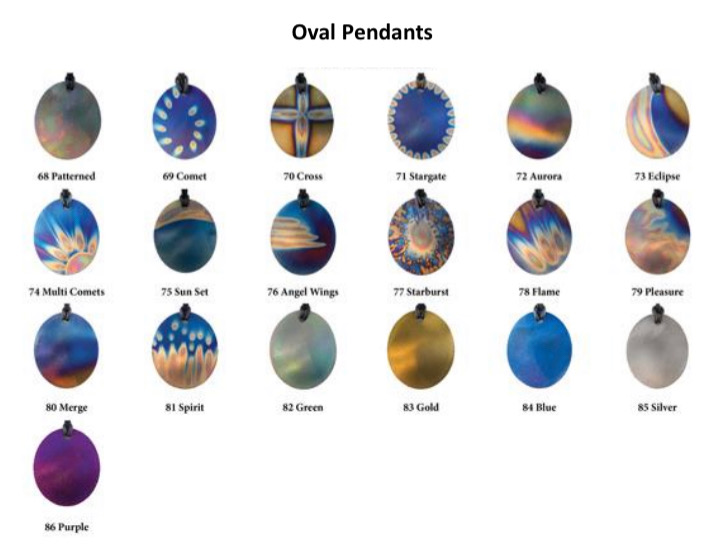 Oval Pendants
68 Patterned
69 Comet
70 Cross
71 Stargate
72 Aurora
73 Eclipse
74 Multi Comets
75 Sun Set
76 Angel Wings
77 Starburst
78 Flame
79 Pleasure
80 Merge
81 Spirit
82 Green
83 Gold
84 Blue
85 Silver
86 Purple